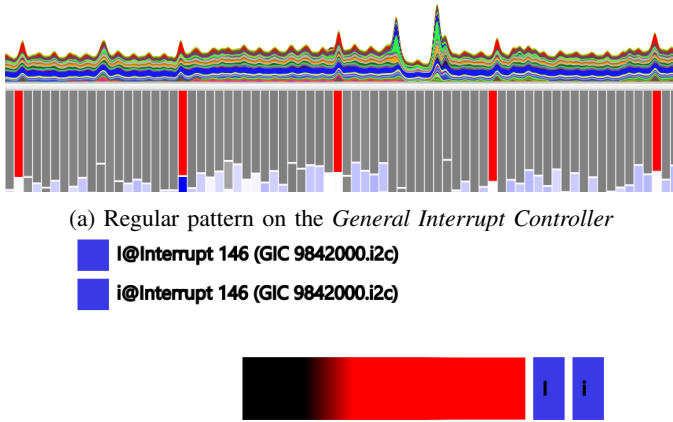 (a) Regular pattern on the General Interrupt Controller
I@Interrupt 146 (GIC 9842000.i2c)
i@Interrupt 146 (GIC 9842000.i2c)
I i